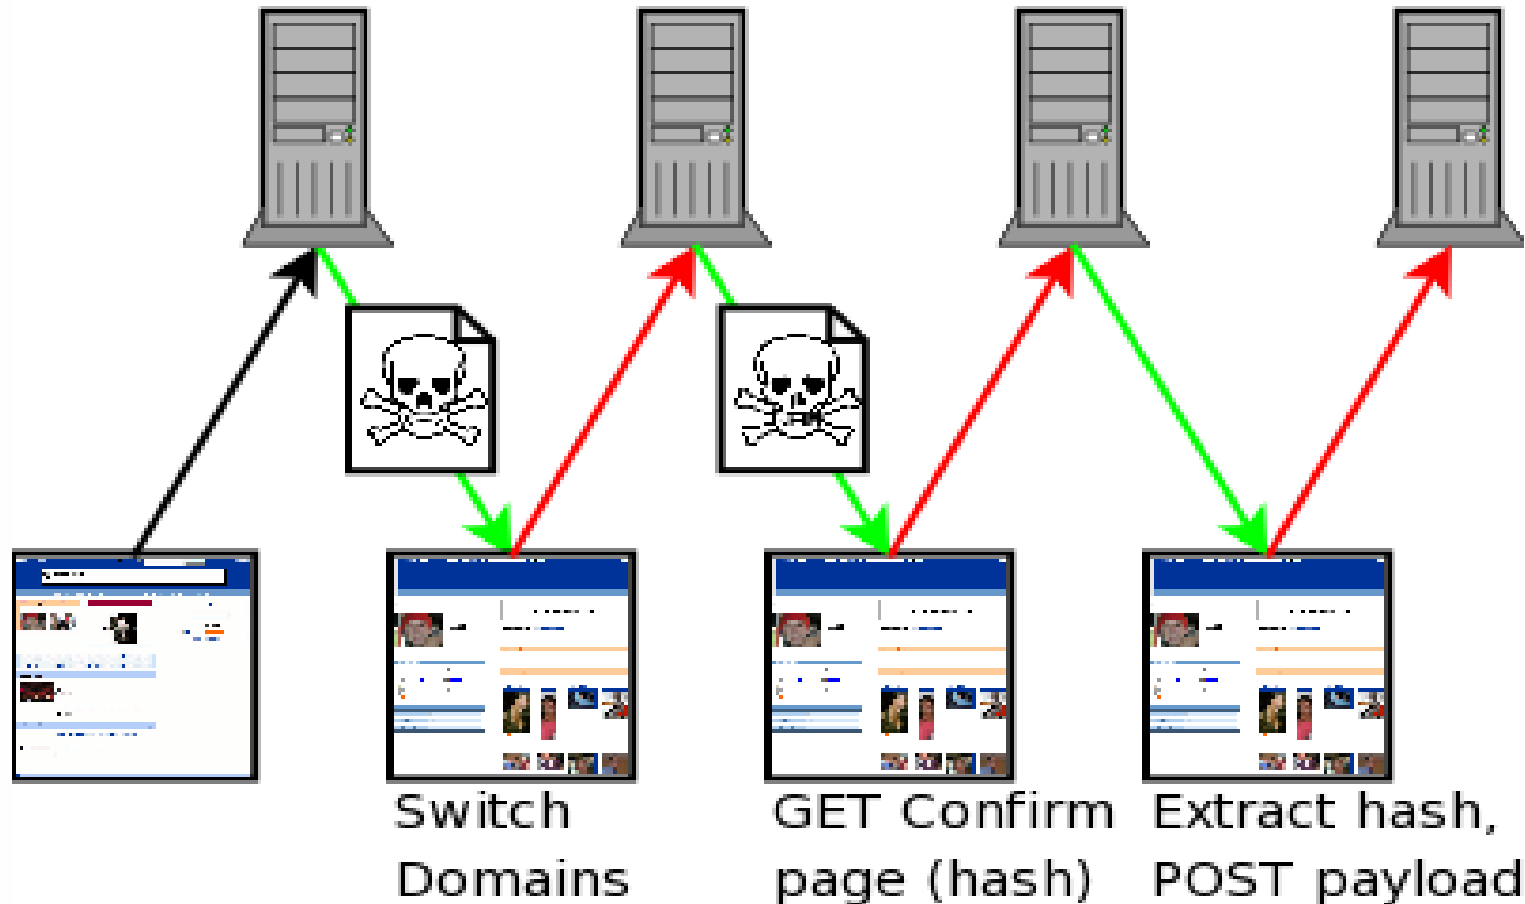 Switch
Domains
GET Confirm
page (hash)
Extract hash,
POST payload